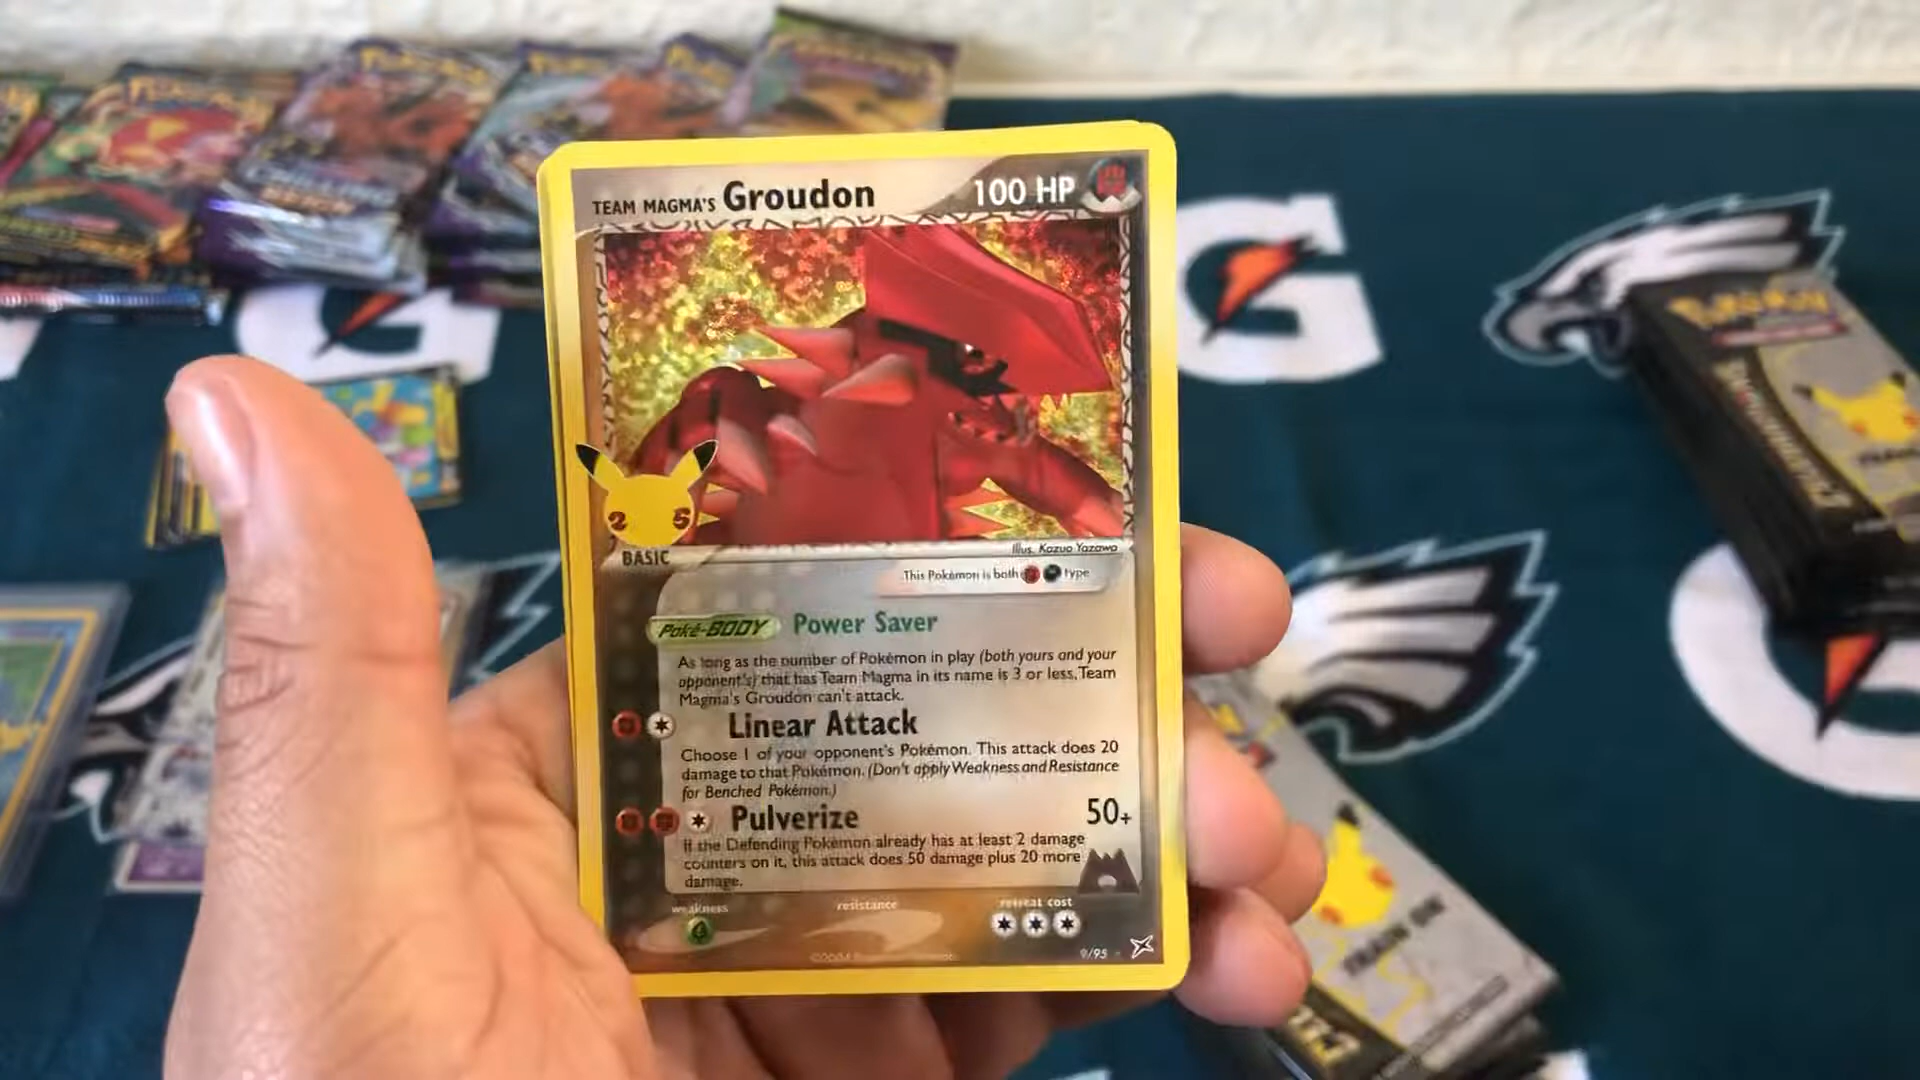 Pokémon
TEAM MAGMA'S Groudon 100 HP
25
BASIC
Illus. Kazuo Yazawa
This Pokémon is both type
Poké-BODY Power Saver
As long as the number of Pokémon in play (both yours and your
opponent's) that has Team Magma in its name is 3 or less, Team
Magma's Groudon can't attack.
Linear Attack
Choose 1 of your opponent's Pokémon. This attack does 20
damage to that Pokémon. (Don't apply Weakness and Resistance
for Benched Pokémon.)
Pulverize 50+
If the Defending Pokémon already has at least 2 damage
counters on it, this attack does 50 damage plus 20 more
damage.
weakness resistance retreat cost
9/95
G
Pokémon
TRAIN ON